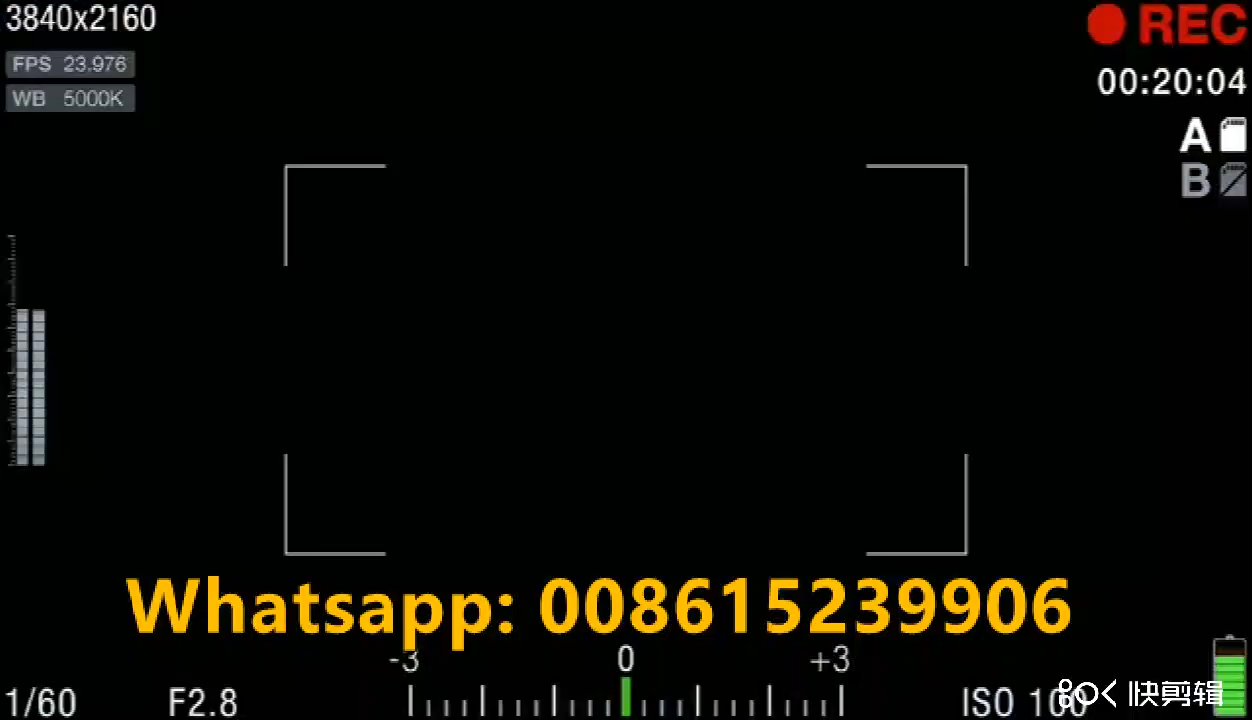 3840x2160
REC
FPS 23.976
00:20:04
WB 5000K
A
B
Whatsapp: 008615239906
-3 0 +3
1/60 F2.8 ISO 100
快剪辑